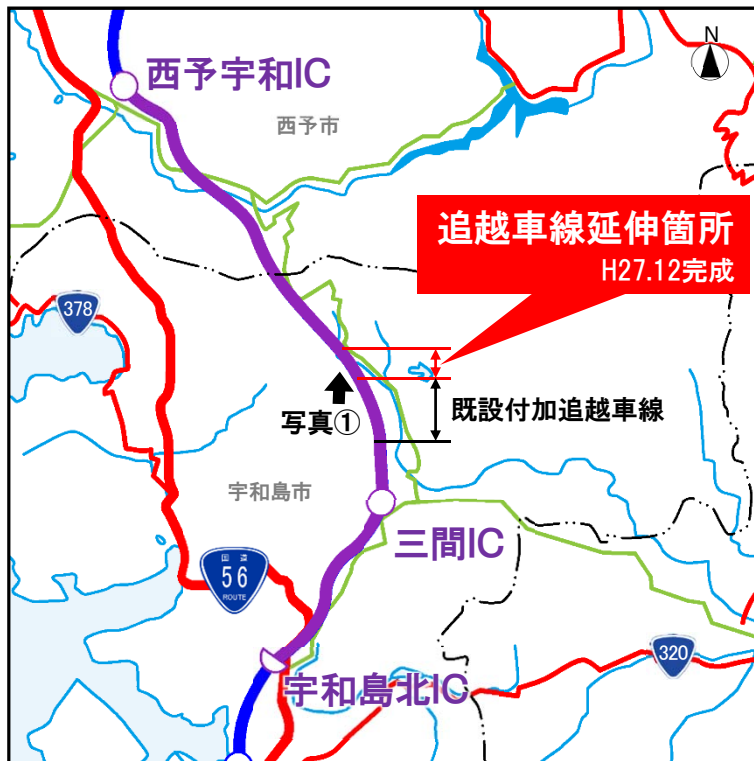 西予宇和IC
N
西予市
追越車線延伸箇所
H27.12完成
378
写真①
既設付加追越車線
宇和島市
三間IC
国道
56
ROUTE
320
宇和島北IC